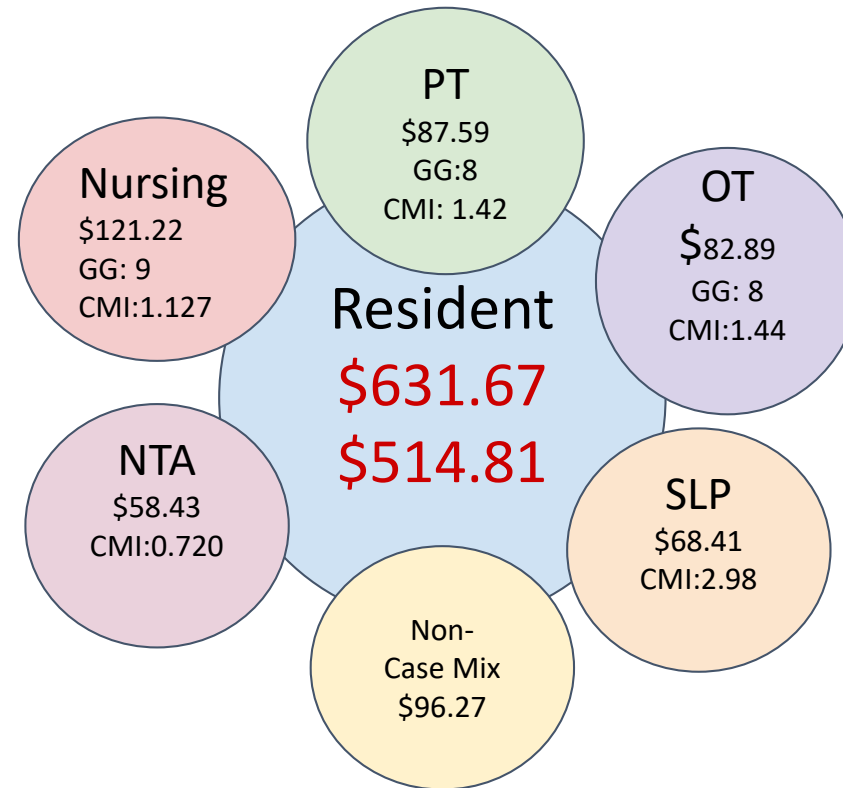 PT
$87.59
GG:8
CMI: 1.42
Nursing
$121.22
GG: 9
CMI:1.127
OT
$82.89
GG: 8
CMI:1.44
Resident
$631.67
$514.81
NTA
$58.43
CMI:0.720
SLP
$68.41
CMI:2.98
Non-
Case Mix
$96.27